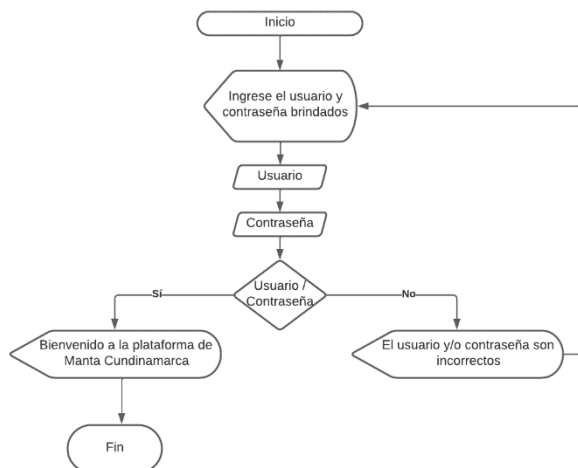 Inicio
Ingrese el usuario y
contraseña brindados
Usuario
Contraseña
Usuario /
Contraseña
Sí
No
Bienvenido a la plataforma de
Manta Cundinamarca
El usuario y/o contraseña son
incorrectos
Fin